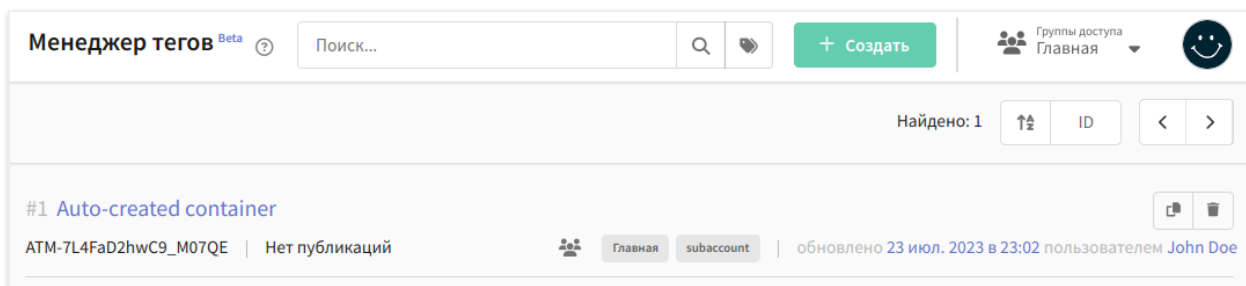 Менеджер тегов Beta ?
Поиск...
+ Создать
Группы доступа
Главная
Найдено: 1
ID
#1 Auto-created container
ATM-7L4FaD2hwC9_M07QE | Нет публикаций Главная subaccount | обновлено 23 июл. 2023 в 23:02 пользователем John Doe